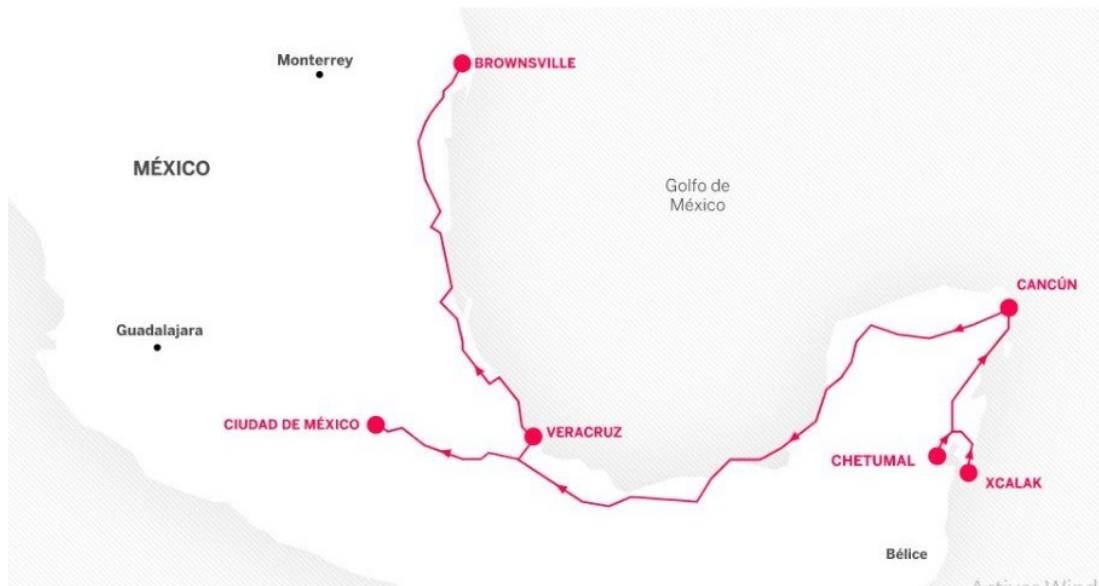 Monterrey
BROWNSVILLE
MÉXICO
Golfo de
México
CANCÚN
Guadalajara
CIUDAD DE MÉXICO
VERACRUZ
CHETUMAL
XCALAK
Bélice